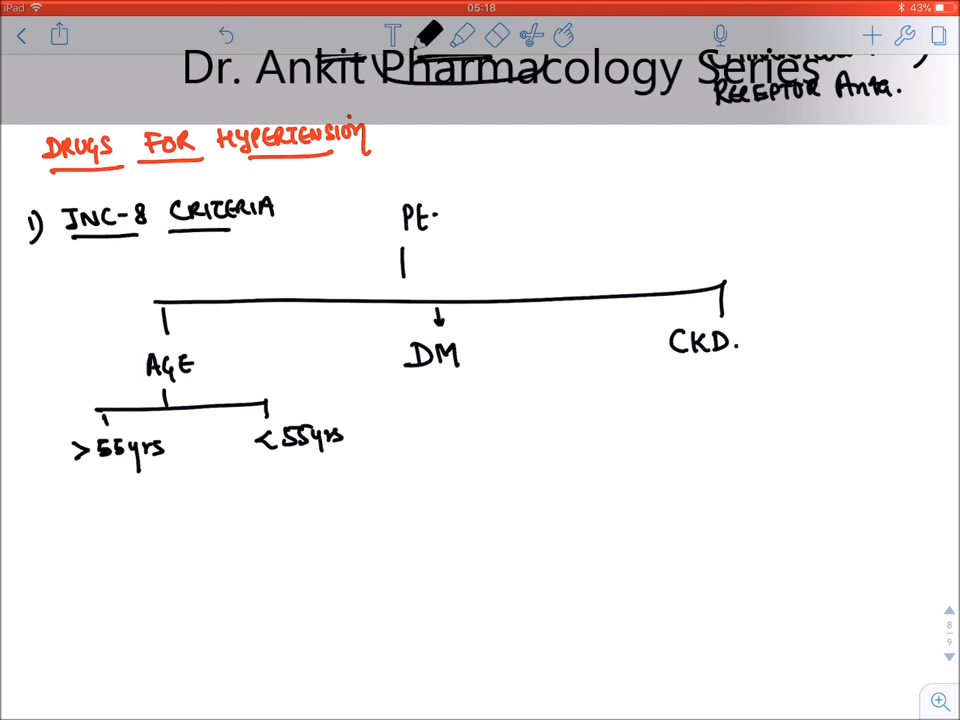 iPad 05:18 43%
T
Dr. Ankit Pharmacology Series
RECEPTOR Anta.
DRUGS FOR HYPERTENSION
1) JNC-8 CRITERIA
Pt.
AGE DM CKD.
>55yrs <55yrs
8
9